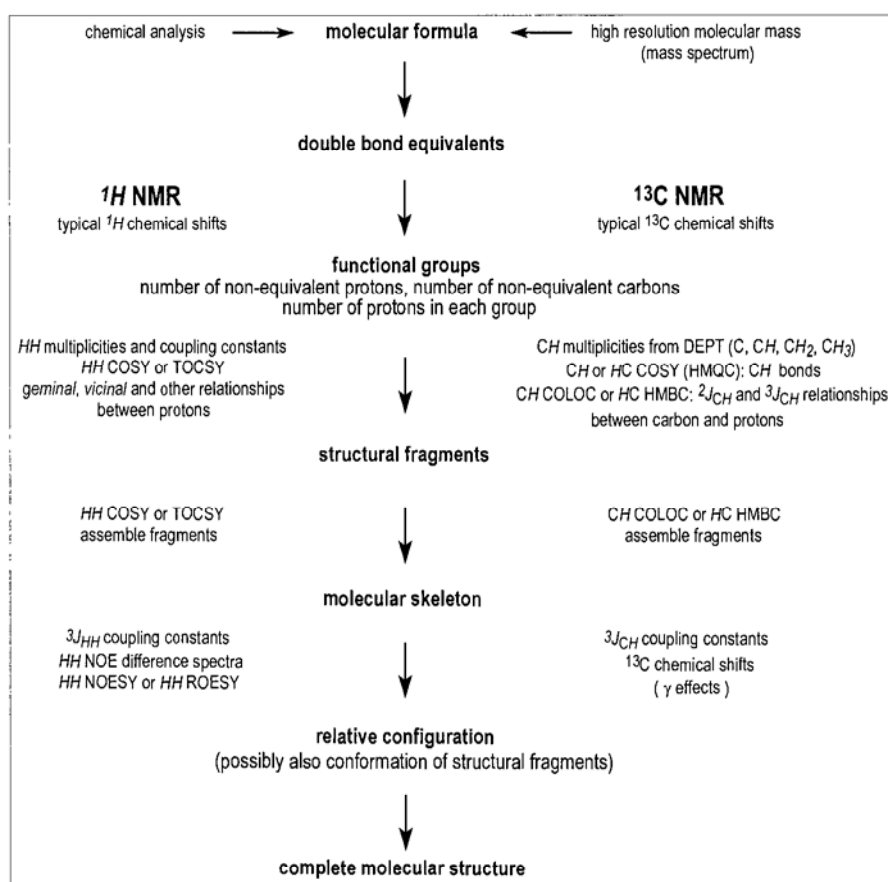 chemical analysis → molecular formula ← high resolution molecular mass
(mass spectrum)
double bond equivalents
¹H NMR ¹³C NMR
typical ¹H chemical shifts typical ¹³C chemical shifts
functional groups
number of non-equivalent protons, number of non-equivalent carbons
number of protons in each group
HH multiplicities and coupling constants
HH COSY or TOCSY
geminal, vicinal and other relationships
between protons
CH multiplicities from DEPT (C, CH, CH₂, CH₃)
CH or HC COSY (HMQC): CH bonds
CH COLOC or HC HMBC: ²J_CH and ³J_CH relationships
between carbon and protons
structural fragments
HH COSY or TOCSY
assemble fragments
CH COLOC or HC HMBC
assemble fragments
molecular skeleton
³J_HH coupling constants
HH NOE difference spectra
HH NOESY or HH ROESY
³J_CH coupling constants
¹³C chemical shifts
( γ effects )
relative configuration
(possibly also conformation of structural fragments)
complete molecular structure